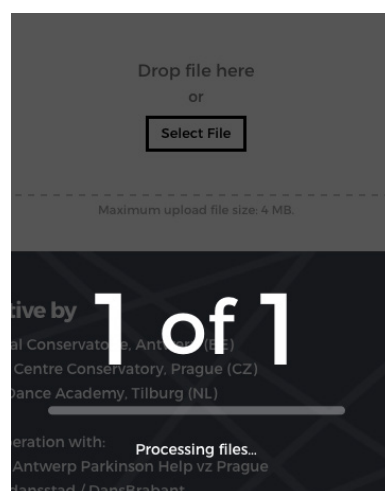 Drop file here
or
Select File
Maximum upload file size: 4 MB.
tive by
1 of 1
al Conservatoire, Antwerp (BE)
Centre Conservatory, Prague (CZ)
Dance Academy, Tilburg (NL)
eration with:
Processing files...
Antwerp Parkinson Help vz Prague
dansstad / DansBrabant